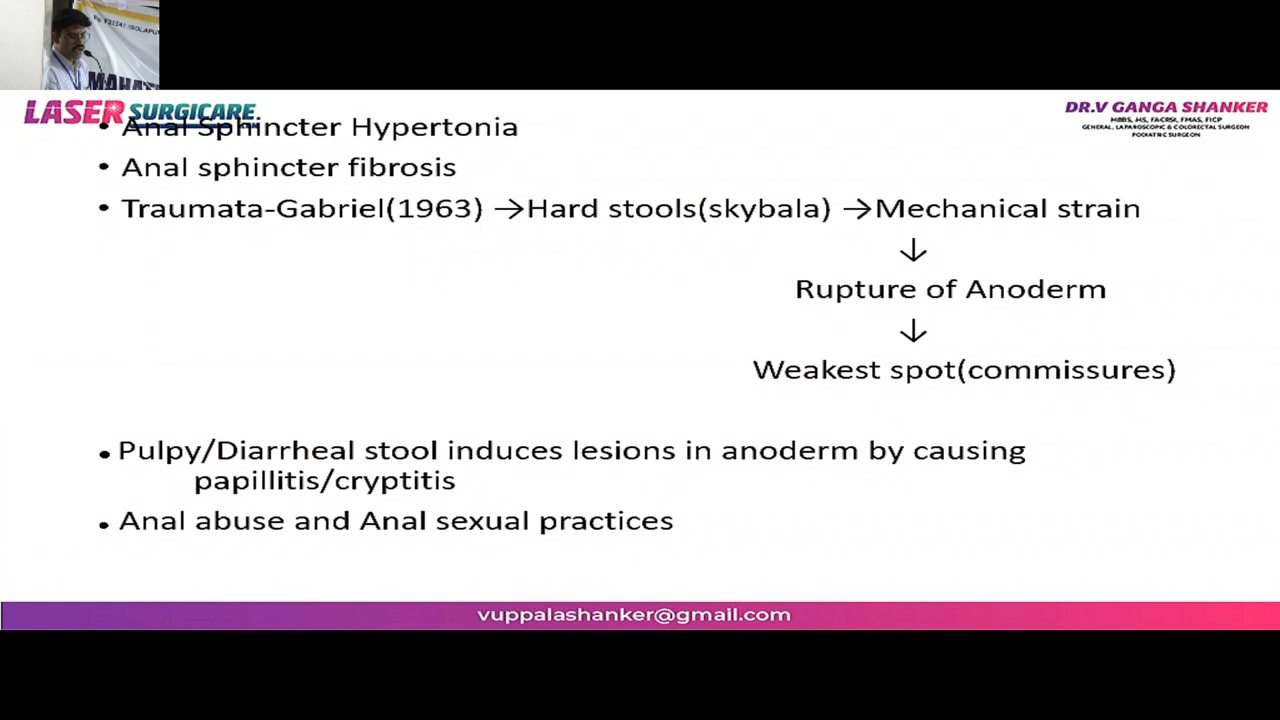 LASER SURGICARE
DR.V GANGA SHANKER
MBBS, MS, FACRSI, FMAS, FICP
GENERAL, LAPAROSCOPIC & COLORECTAL SURGEON
PODIATRIC SURGEON
• Anal Sphincter Hypertonia
• Anal sphincter fibrosis
• Traumata-Gabriel(1963) →Hard stools(skybala) →Mechanical strain
↓
Rupture of Anoderm
↓
Weakest spot(commissures)
• Pulpy/Diarrheal stool induces lesions in anoderm by causing
papillitis/cryptitis
• Anal abuse and Anal sexual practices
vuppalashanker@gmail.com